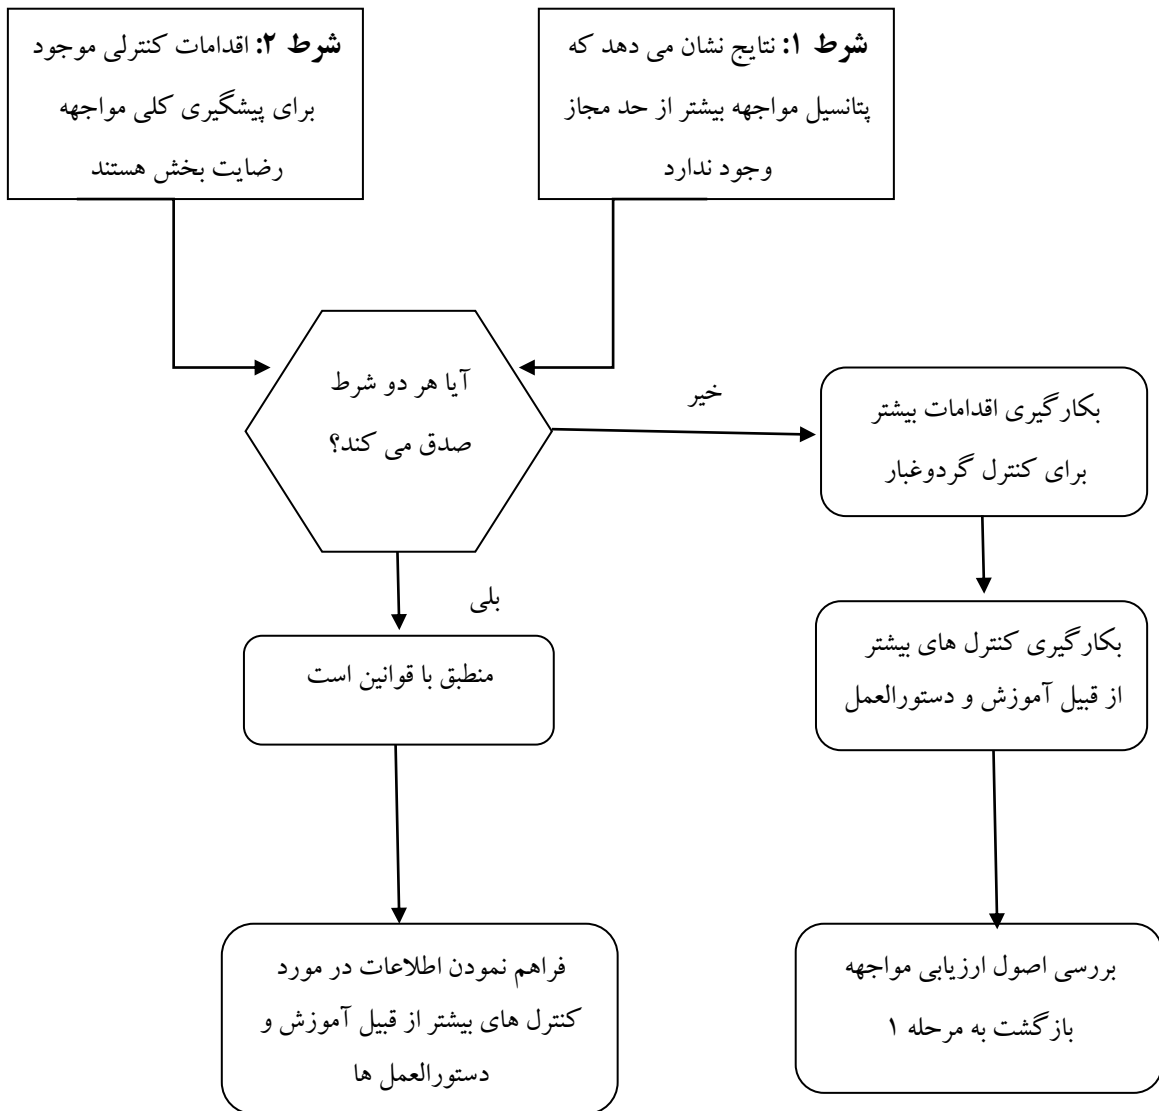 شرط ۱: نتایج نشان می دهد که
پتانسیل مواجهه بیشتر از حد مجاز
وجود ندارد
شرط ۲: اقدامات کنترلی موجود
برای پیشگیری کلی مواجهه
رضایت بخش هستند
آیا هر دو شرط
صدق می کند؟
خیر
بکارگیری اقدامات بیشتر
برای کنترل گردوغبار
بلی
بکارگیری کنترل های بیشتر
از قبیل آموزش و دستورالعمل
منطبق با قوانین است
بررسی اصول ارزیابی مواجهه
بازگشت به مرحله ۱
فراهم نمودن اطلاعات در مورد
کنترل های بیشتر از قبیل آموزش و
دستورالعمل ها